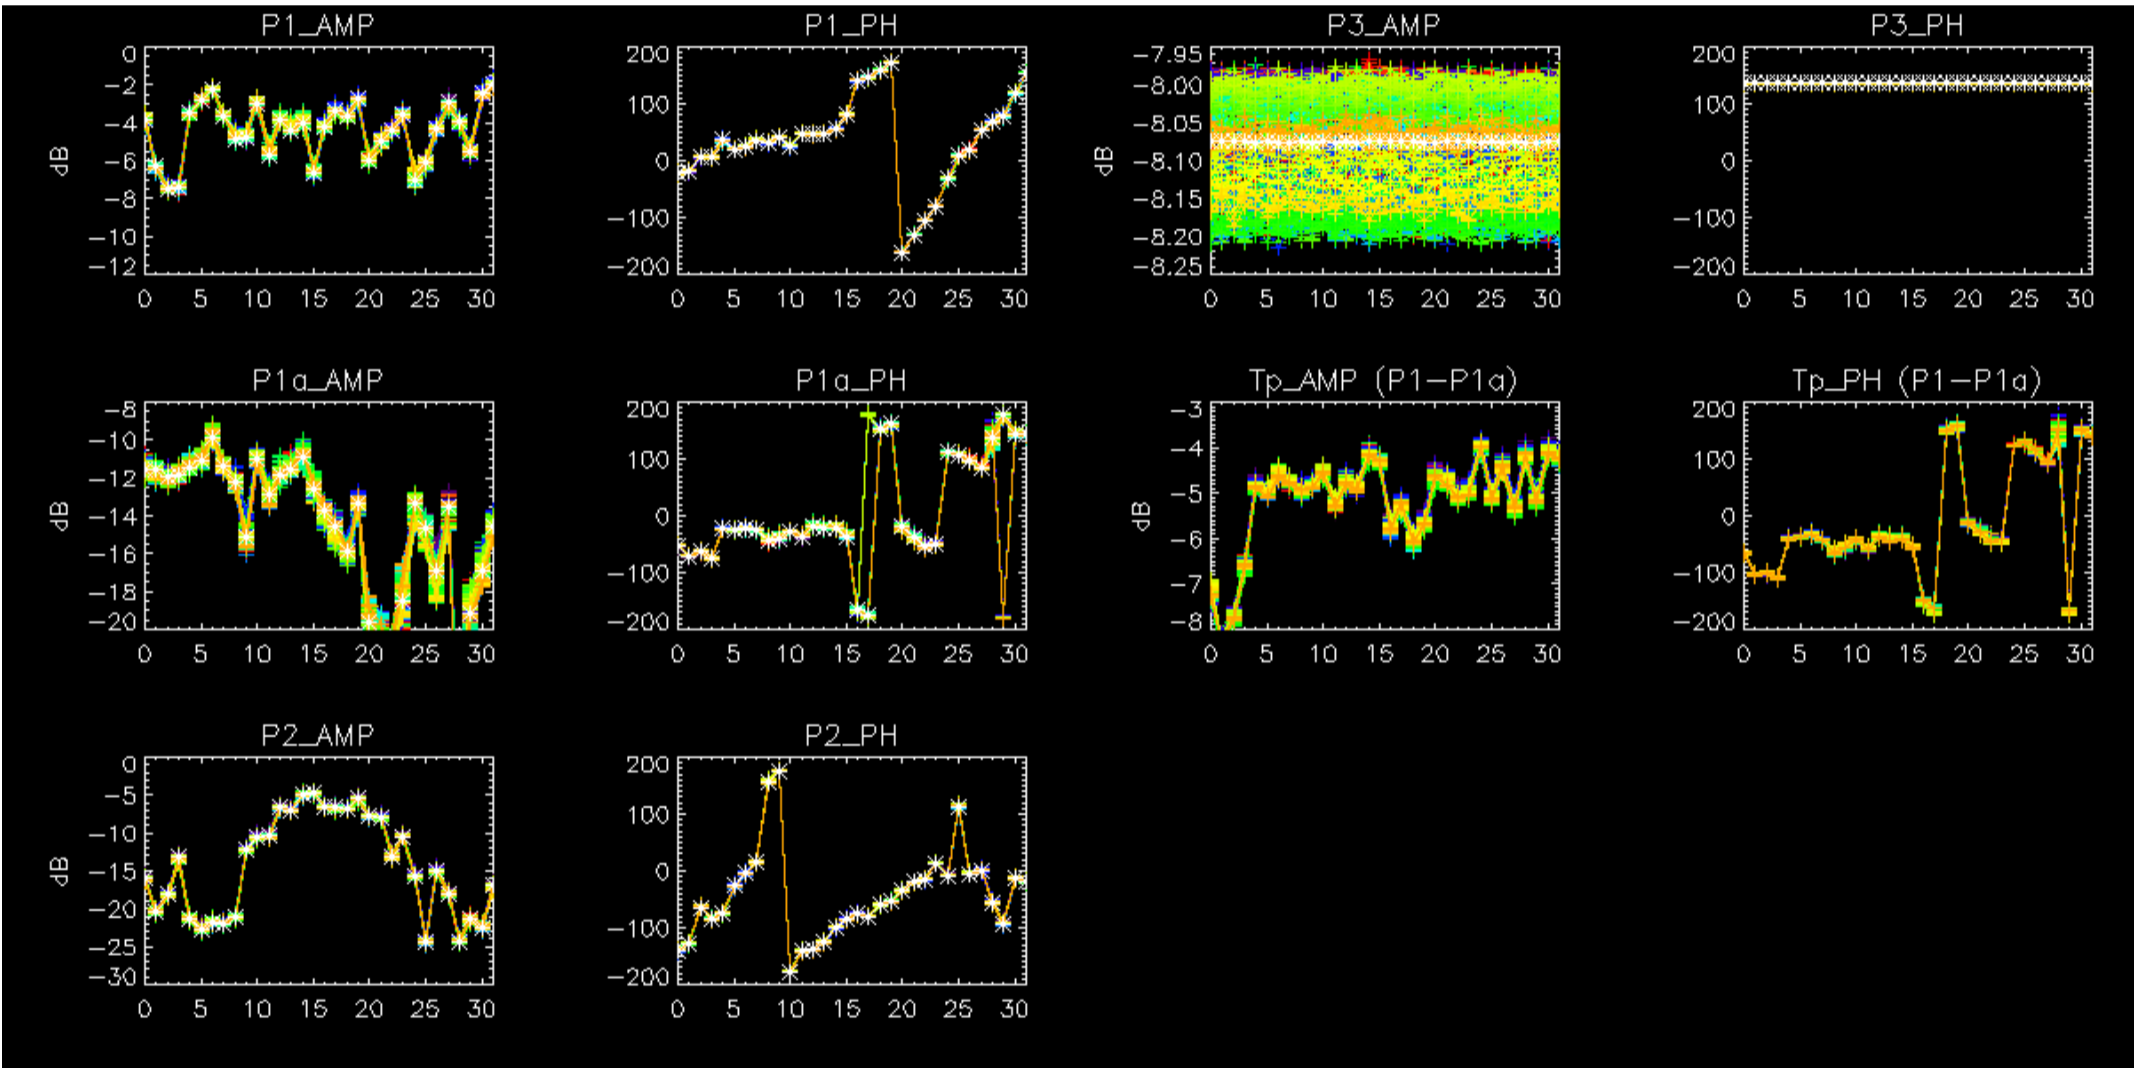 P1_AMP
0
−2
−4
−6
−8
−10
−12
dB
0 5 10 15 20 25 30
P1_PH
200
100
0
−100
−200
0 5 10 15 20 25 30
P3_AMP
−7.95
−8.00
−8.05
−8.10
−8.15
−8.20
−8.25
dB
0 5 10 15 20 25 30
P3_PH
200
100
0
−100
−200
0 5 10 15 20 25 30
P1a_AMP
−8
−10
−12
−14
−16
−18
−20
dB
0 5 10 15 20 25 30
P1a_PH
200
100
0
−100
−200
0 5 10 15 20 25 30
Tp_AMP (P1−P1a)
−3
−4
−5
−6
−7
−8
dB
0 5 10 15 20 25 30
Tp_PH (P1−P1a)
200
100
0
−100
−200
0 5 10 15 20 25 30
P2_AMP
0
−5
−10
−15
−20
−25
−30
dB
0 5 10 15 20 25 30
P2_PH
200
100
0
−100
−200
0 5 10 15 20 25 30